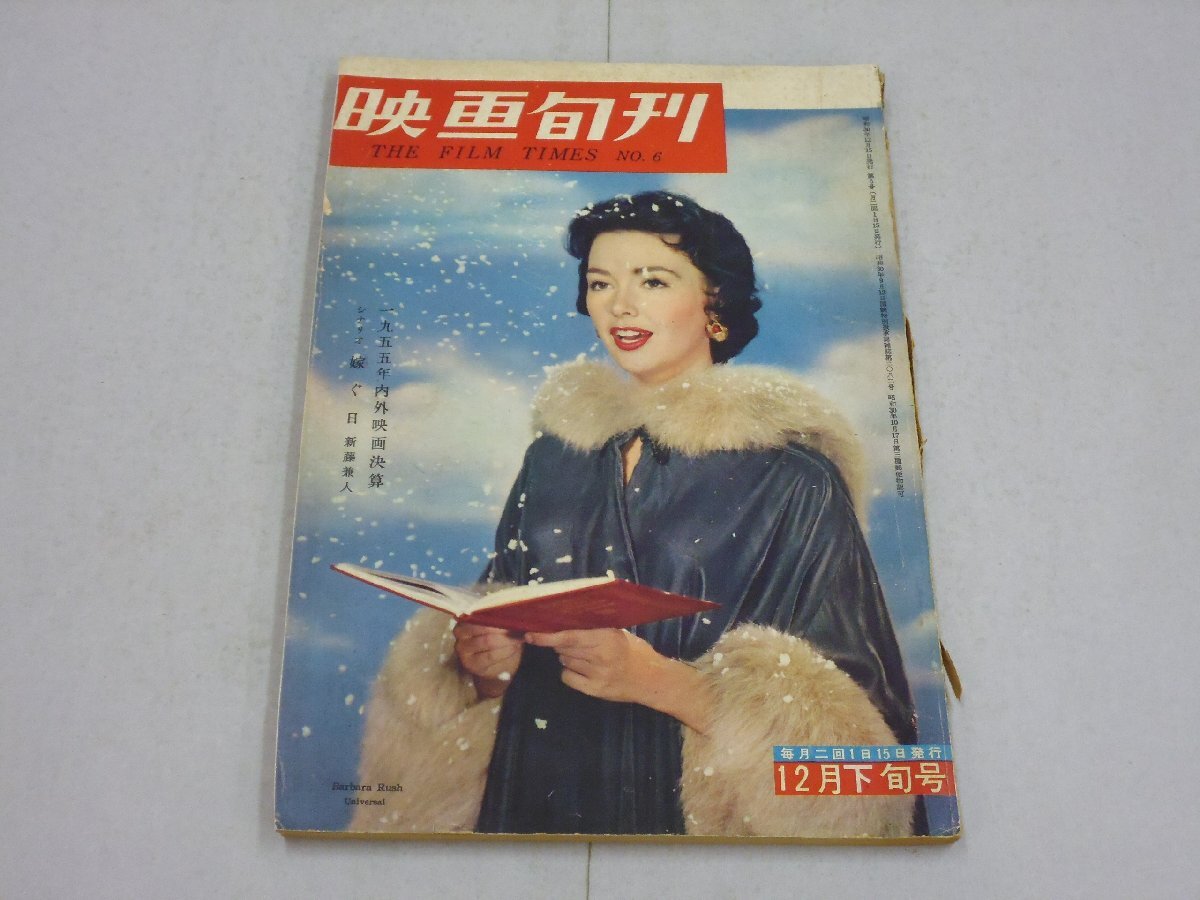 映画旬刊
THE FILM TIMES NO. 6
一九五五年内外映画決算
シナリオ 嫁ぐ日 新藤兼人
Barbara Rush
Universal
毎月二回1日15日発行
12月下旬号